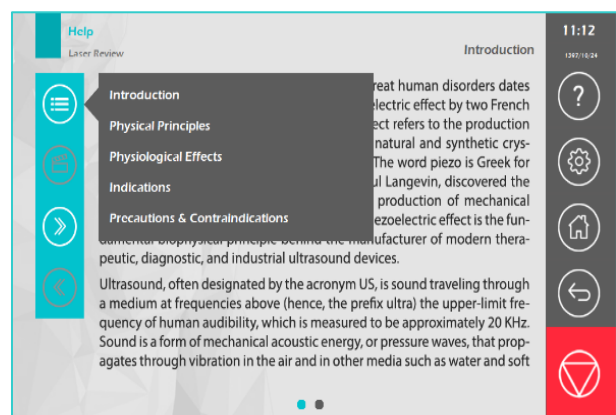 Help
Laser Review
Introduction
11:12
1397/10/24
Introduction
Physical Principles
Physiological Effects
Indications
Precautions & Contraindications
reat human disorders dates
electric effect by two French
ect refers to the production
natural and synthetic crys-
The word piezo is Greek for
ul Langevin, discovered the
production of mechanical
ezoelectric effect is the fun-
damental biophysical principle behind the manufacturer of modern thera-
peutic, diagnostic, and industrial ultrasound devices.
Ultrasound, often designated by the acronym US, is sound traveling through
a medium at frequencies above (hence, the prefix ultra) the upper-limit fre-
quency of human audibility, which is measured to be approximately 20 KHz.
Sound is a form of mechanical acoustic energy, or pressure waves, that prop-
agates through vibration in the air and in other media such as water and soft